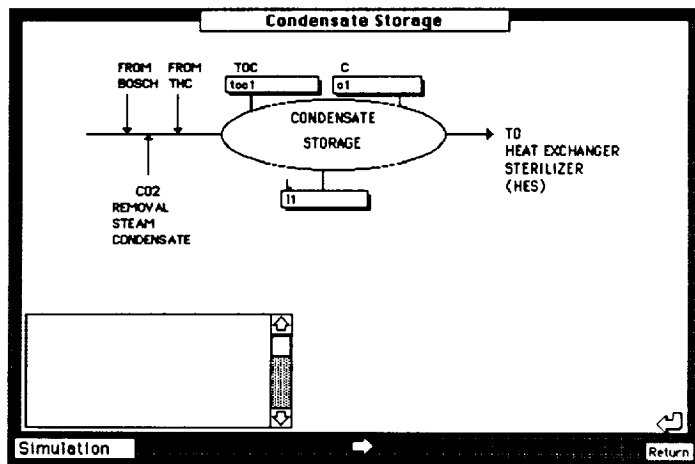 Condensate Storage
FROM
BOSCH
FROM
THC
TOC
toc1
C
c1
CONDENSATE
STORAGE
TO
HEAT EXCHANGER
STERILIZER
(HES)
L
l1
CO2
REMOVAL
STEAM
CONDENSATE
Simulation
Return